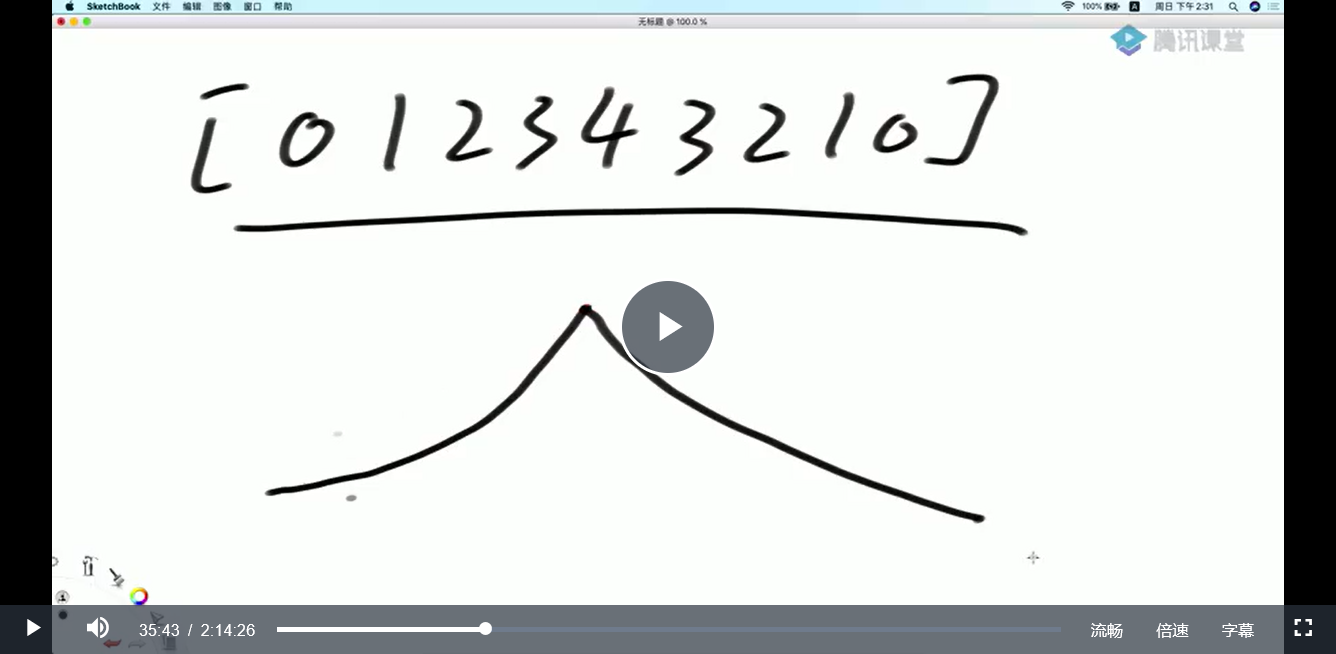 SketchBook 文件 编辑 图像 窗口 帮助 100% A 周日 下午2:31
无标题 @ 100.0 %
腾讯课堂
[ 0 1 2 3 4 3 2 1 0 ]
35:43 / 2:14:26 流畅 倍速 字幕